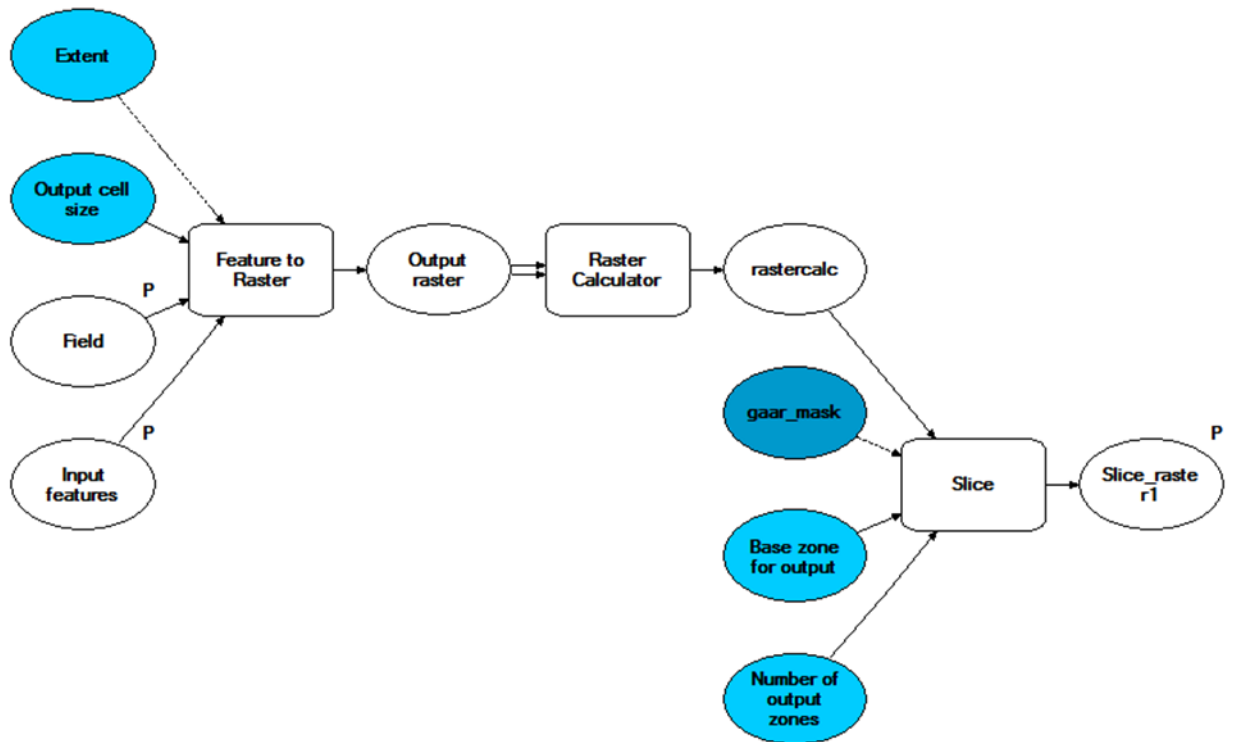 Extent
Output cell
size
P
Field
P
Input
features
Feature to
Raster
Output
raster
Raster
Calculator
rastercalc
gaar_mask
Base zone
for output
Number of
output
zones
Slice
P
Slice_raste
r1